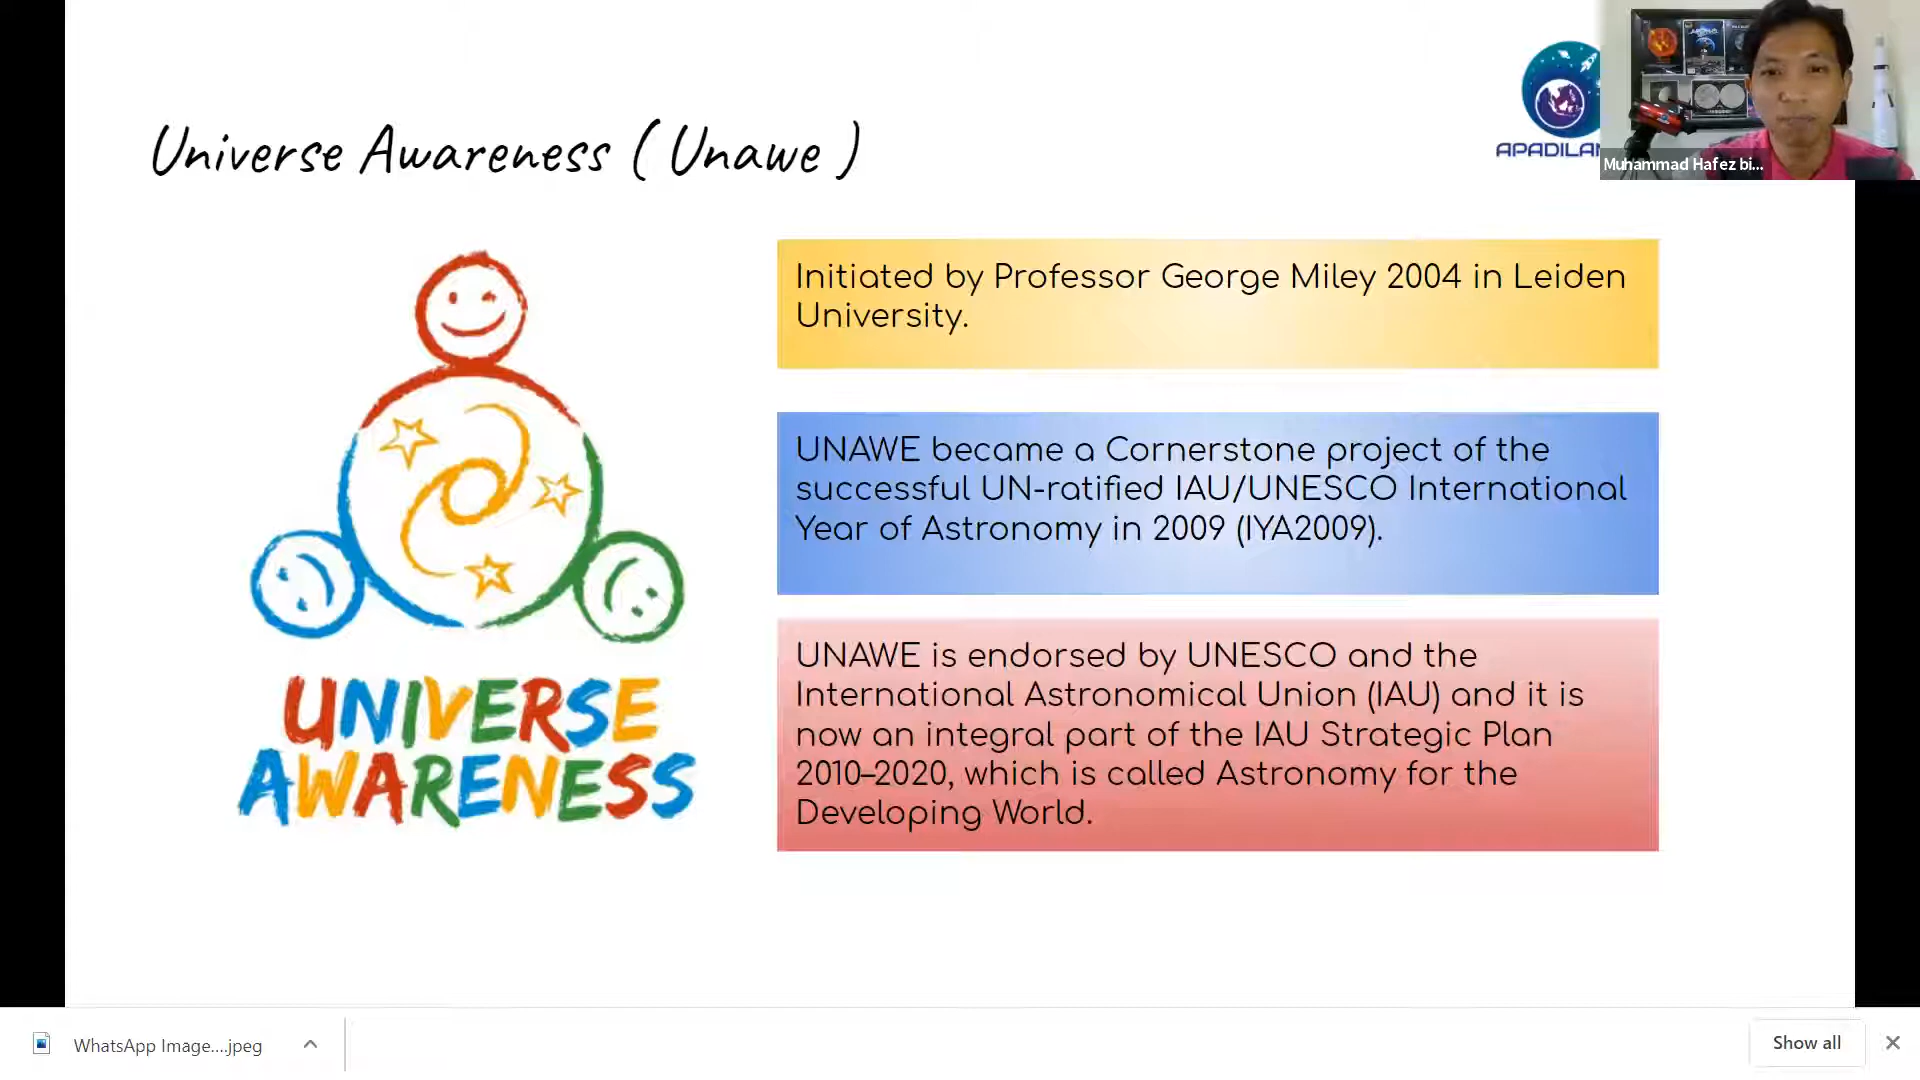 Universe Awareness ( Unawe )
APADILAN
Muhammad Hafez bi...
Initiated by Professor George Miley 2004 in Leiden
University.
UNAWE became a Cornerstone project of the
successful UN-ratified IAU/UNESCO International
Year of Astronomy in 2009 (IYA2009).
UNAWE is endorsed by UNESCO and the
International Astronomical Union (IAU) and it is
now an integral part of the IAU Strategic Plan
2010–2020, which is called Astronomy for the
Developing World.
UNIVERSE
AWARENESS
WhatsApp Image....jpeg
Show all